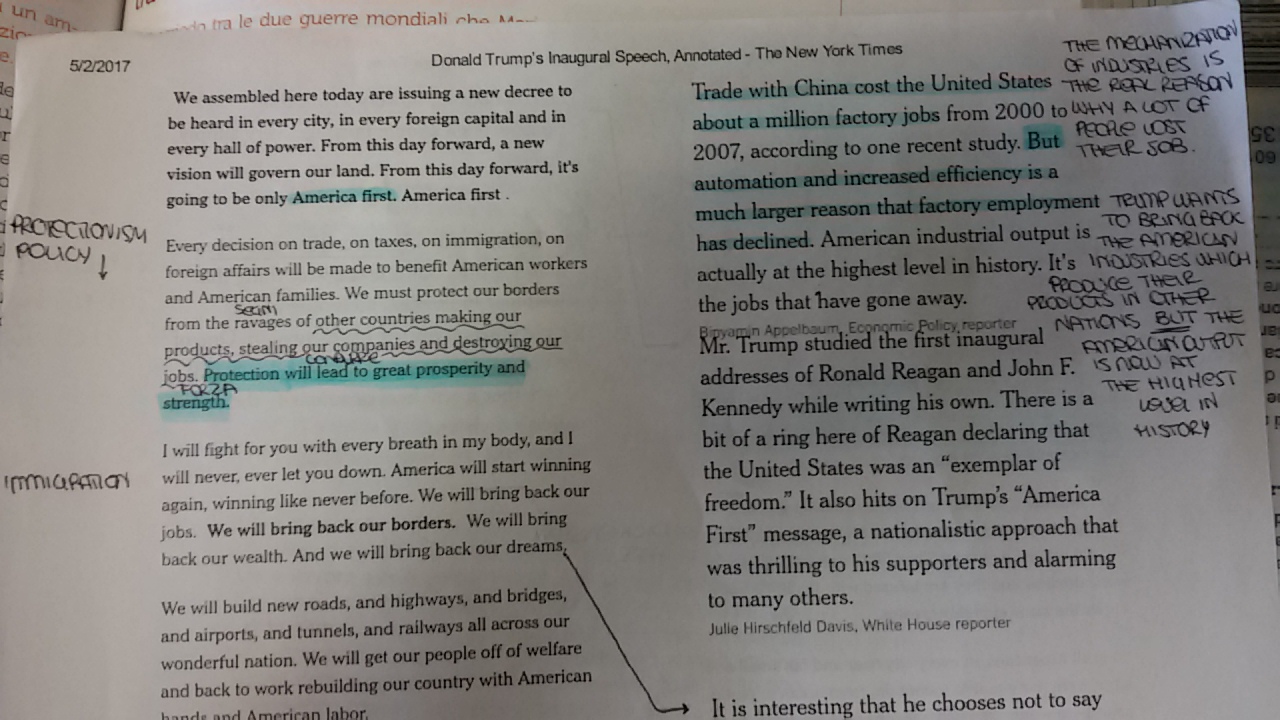 tra le due guerre mondiali che
un am-
5/2/2017
Donald Trump's Inaugural Speech, Annotated - The New York Times
We assembled here today are issuing a new decree to
be heard in every city, in every foreign capital and in
every hall of power. From this day forward, a new
vision will govern our land. From this day forward, it's
going to be only America first. America first .
PROTECTIONISM
POLICY ↓
Every decision on trade, on taxes, on immigration, on
foreign affairs will be made to benefit American workers
and American families. We must protect our borders
from the ravages of other countries making our
products, stealing our companies and destroying our
jobs. Protection will lead to great prosperity and
FORZA
strength.
IMMIGRATION
I will fight for you with every breath in my body, and I
will never, ever let you down. America will start winning
again, winning like never before. We will bring back our
jobs. We will bring back our borders. We will bring
back our wealth. And we will bring back our dreams.
We will build new roads, and highways, and bridges,
and airports, and tunnels, and railways all across our
wonderful nation. We will get our people off of welfare
and back to work rebuilding our country with American
hands and American labor.
Trade with China cost the United States
about a million factory jobs from 2000 to
2007, according to one recent study. But
automation and increased efficiency is a
much larger reason that factory employment
has declined. American industrial output is
actually at the highest level in history. It's
the jobs that have gone away.
Binyamin Appelbaum, Economic Policy reporter
Mr. Trump studied the first inaugural
addresses of Ronald Reagan and John F.
Kennedy while writing his own. There is a
bit of a ring here of Reagan declaring that
the United States was an “exemplar of
freedom.” It also hits on Trump's “America
First” message, a nationalistic approach that
was thrilling to his supporters and alarming
to many others.
Julie Hirschfeld Davis, White House reporter
It is interesting that he chooses not to say
THE MECHANIZATION
OF INDUSTRIES IS
THE REAL REASON
WHY A LOT OF
PEOPLE LOST
THEIR JOB.
TRUMP WANTS
TO BRING BACK
THE AMERICAN
INDUSTRIES WHICH
PRODUCE THEIR
PRODUCTS IN OTHER
NATIONS BUT THE
AMERICAN OUTPUT
IS NOW AT
THE HIGHEST
LEVEL IN
HISTORY